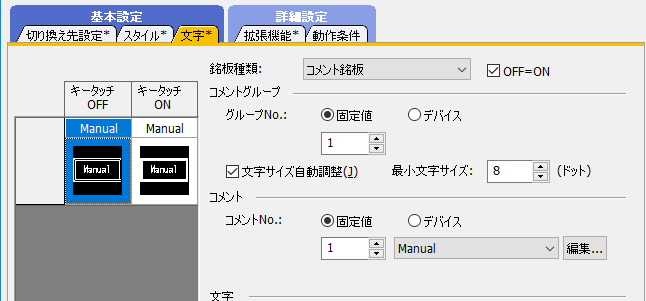 基本設定 詳細設定
切り換え先設定* スタイル* 文字* 拡張機能* 動作条件
銘板種類: コメント銘板 OFF=ON
キータッチ OFF キータッチ ON
コメントグループ
グループNo.: 固定値 デバイス
Manual Manual
1
Manual Manual
文字サイズ自動調整(J) 最小文字サイズ: 8 (ドット)
コメント
コメントNo.: 固定値 デバイス
1 Manual 編集...
文字